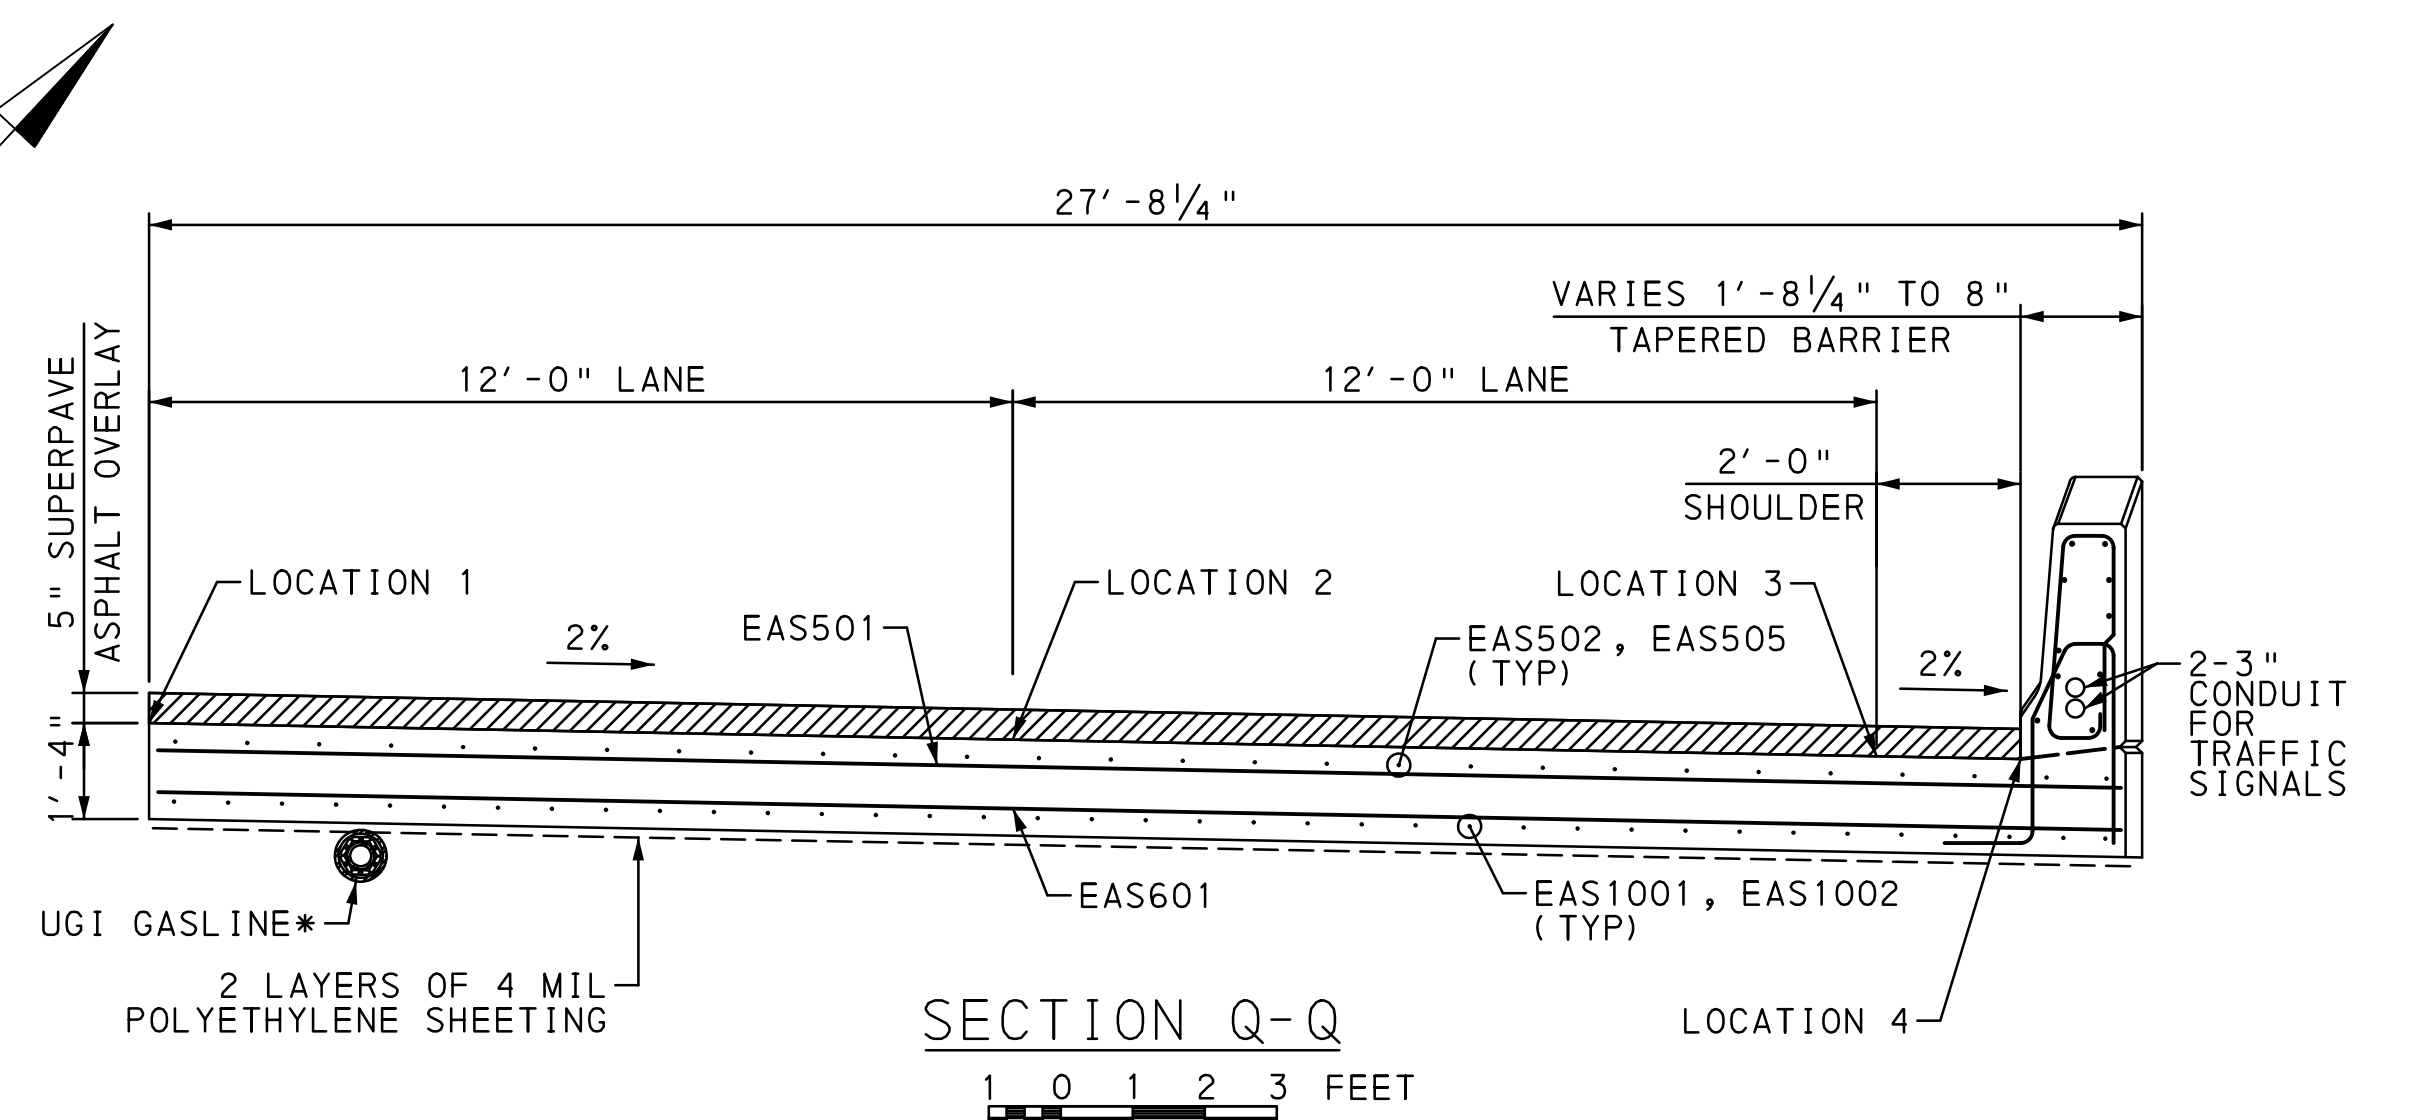 27'-8 1/4"
VARIES 1'-8 1/4" TO 8"
TAPERED BARRIER
12'-0" LANE
12'-0" LANE
2'-0"
SHOULDER
5" SUPERPAVE
ASPHALT OVERLAY
1'-4"
LOCATION 1
2%
EAS501
LOCATION 2
LOCATION 3
EAS502, EAS505
(TYP)
2%
2-3"
CONDUIT
FOR
TRAFFIC
SIGNALS
UGI GASLINE*
2 LAYERS OF 4 MIL
POLYETHYLENE SHEETING
EAS601
EAS1001, EAS1002
(TYP)
LOCATION 4
SECTION Q-Q
1 0 1 2 3 FEET